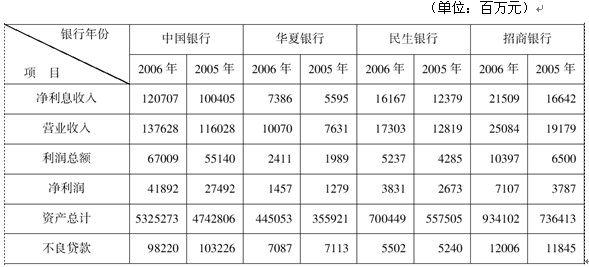 （单位：百万元）
银行年份 中国银行 华夏银行 民生银行 招商银行
项 目 2006 年 2005 年 2006 年 2005 年 2006 年 2005 年 2006 年 2005 年
净利息收入 120707 100405 7386 5595 16167 12379 21509 16642
营业收入 137628 116028 10070 7631 17303 12819 25084 19179
利润总额 67009 55140 2411 1989 5237 4285 10397 6500
净利润 41892 27492 1457 1279 3831 2673 7107 3787
资产总计 5325273 4742806 445053 355921 700449 557505 934102 736413
不良贷款 98220 103226 7087 7113 5502 5240 12006 11845